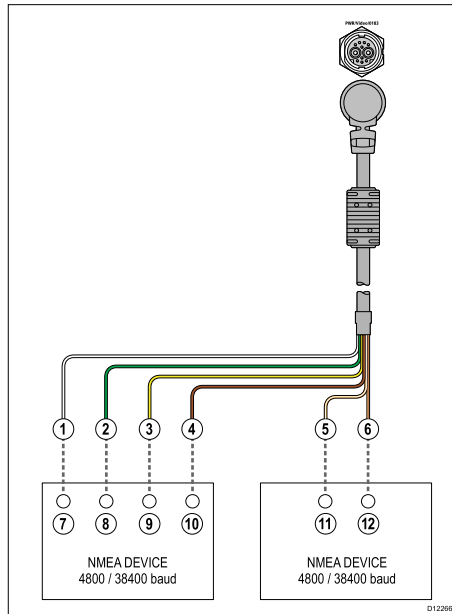 PWR/Video/0183
1 2 3 4 5 6
7 8 9 10 11 12
NMEA DEVICE
4800 / 38400 baud
NMEA DEVICE
4800 / 38400 baud
D12266